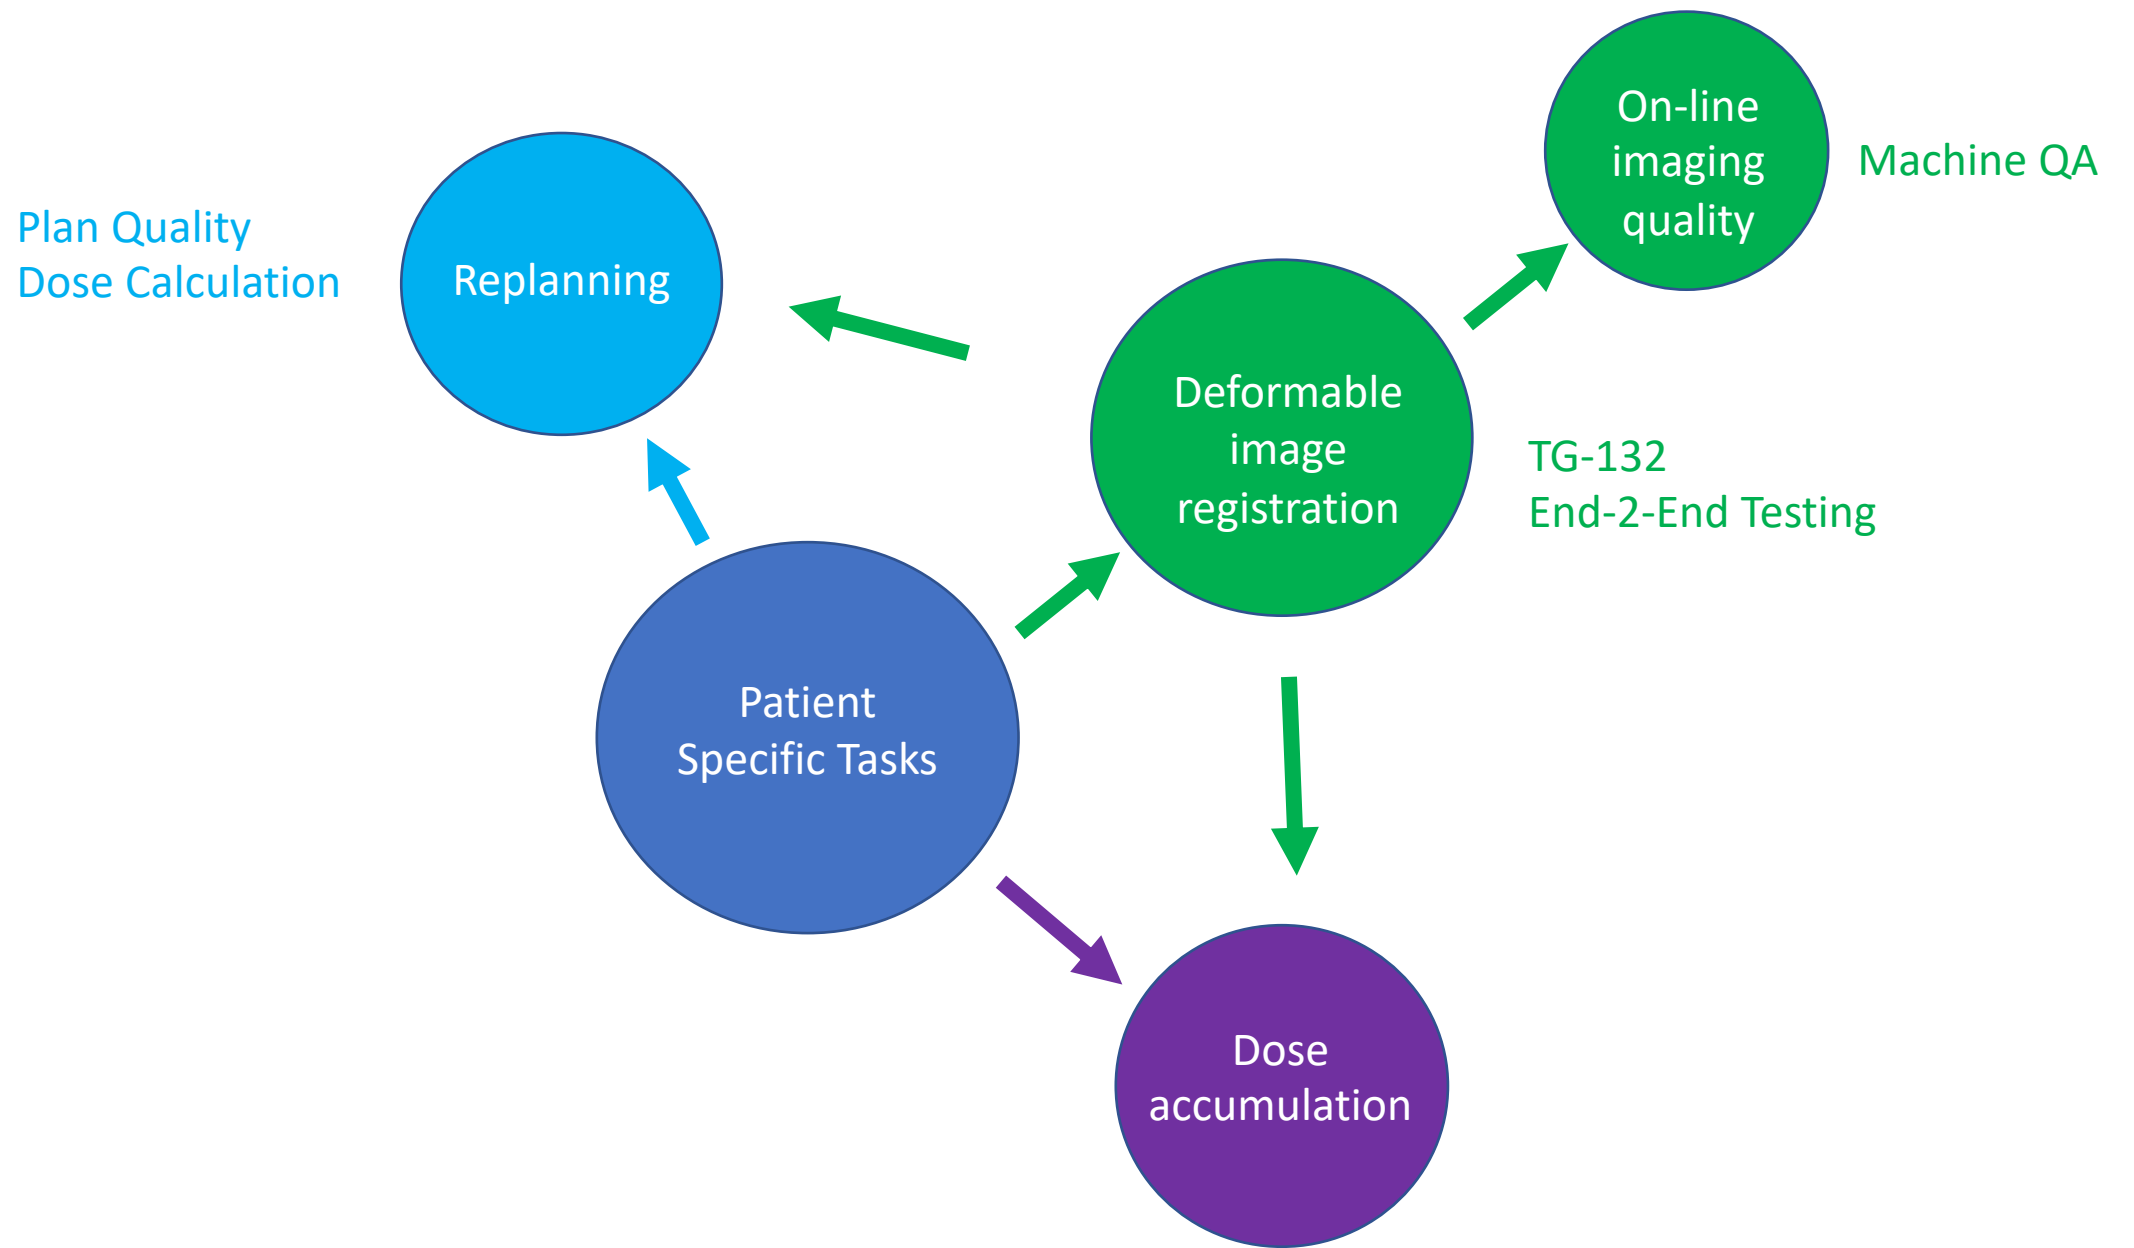 On-line
imaging
quality
Machine QA
Plan Quality
Dose Calculation
Replanning
Deformable
image
registration
TG-132
End-2-End Testing
Patient
Specific Tasks
Dose
accumulation